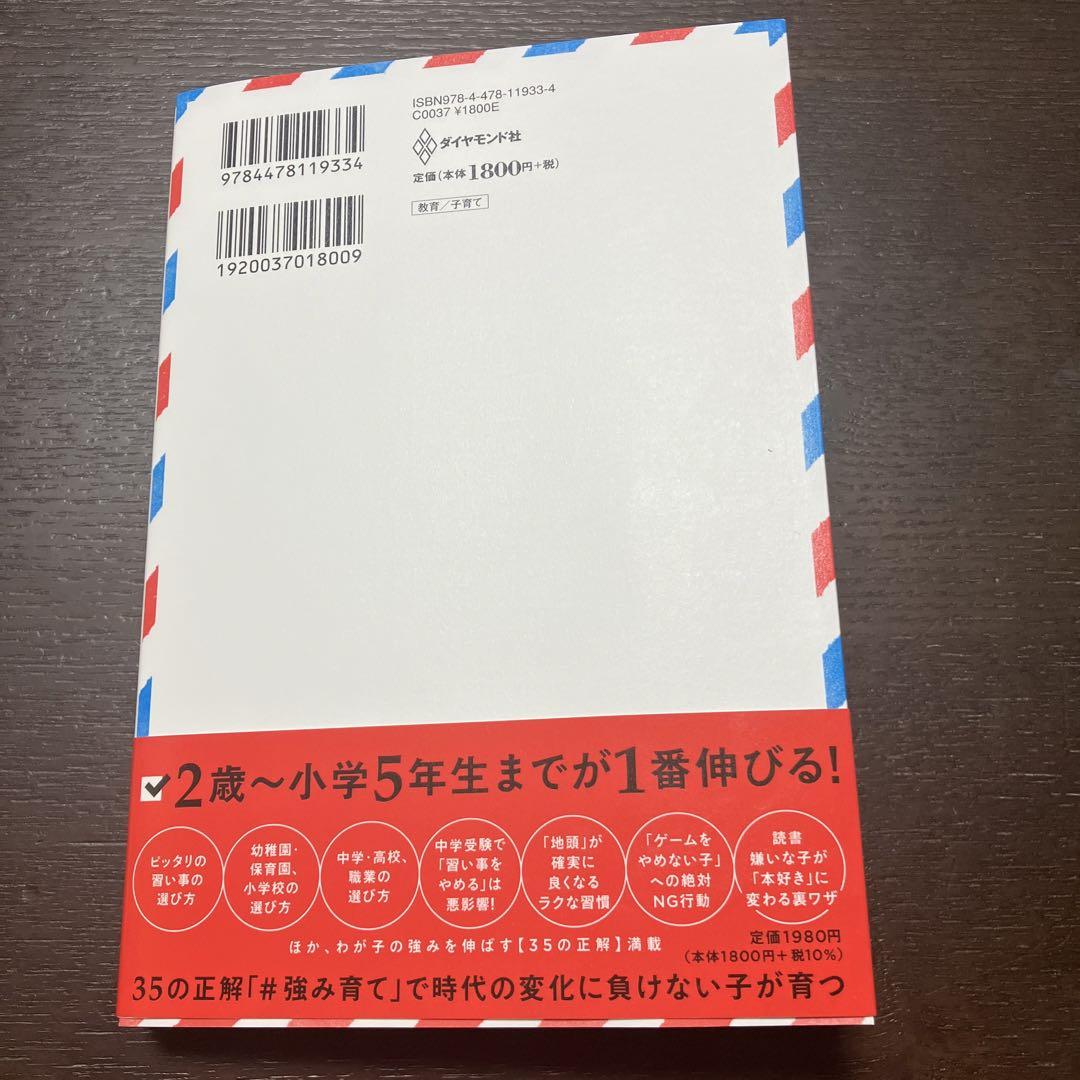 9784478119334
1920037018009
ISBN978-4-478-11933-4
C0037 ¥1800E
ダイヤモンド社
定価(本体1800円+税)
教育/子育て
2歳〜小学5年生までが1番伸びる!
ピッタリの
習い事の
選び方
幼稚園・
保育園、
小学校の
選び方
中学・高校、
職業の
選び方
中学受験で
「習い事を
やめる」は
悪影響!
「地頭」が
確実に
良くなる
ラクな習慣
「ゲームを
やめない子」
への絶対
NG行動
読書
嫌いな子が
「本好き」に
変わる裏ワザ
ほか、わが子の強みを伸ばす【35の正解】満載
定価1980円
(本体1800円+税10%)
35の正解「#強み育て」で時代の変化に負けない子が育つ